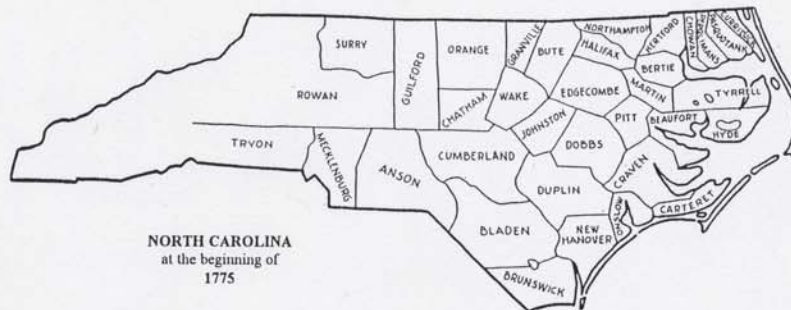 SURRY
GUILFORD
ORANGE
GRANVILLE
BUTE
NORTHAMPTON
HALIFAX
HERTFORD
BERTIE
CHOWAN
PERQUIMANS
PASQUOTANK
CURRITUCK
ROWAN
CHATHAM
WAKE
EDGECOMBE
MARTIN
TYRRELL
TRYON
MECKLENBURG
ANSON
CUMBERLAND
JOHNSTON
DOBBS
PITT
BEAUFORT
HYDE
CRAVEN
DUPLIN
BLADEN
NEW
HANOVER
ONSLOW
CARTERET
BRUNSWICK
NORTH CAROLINA
at the beginning of
1775